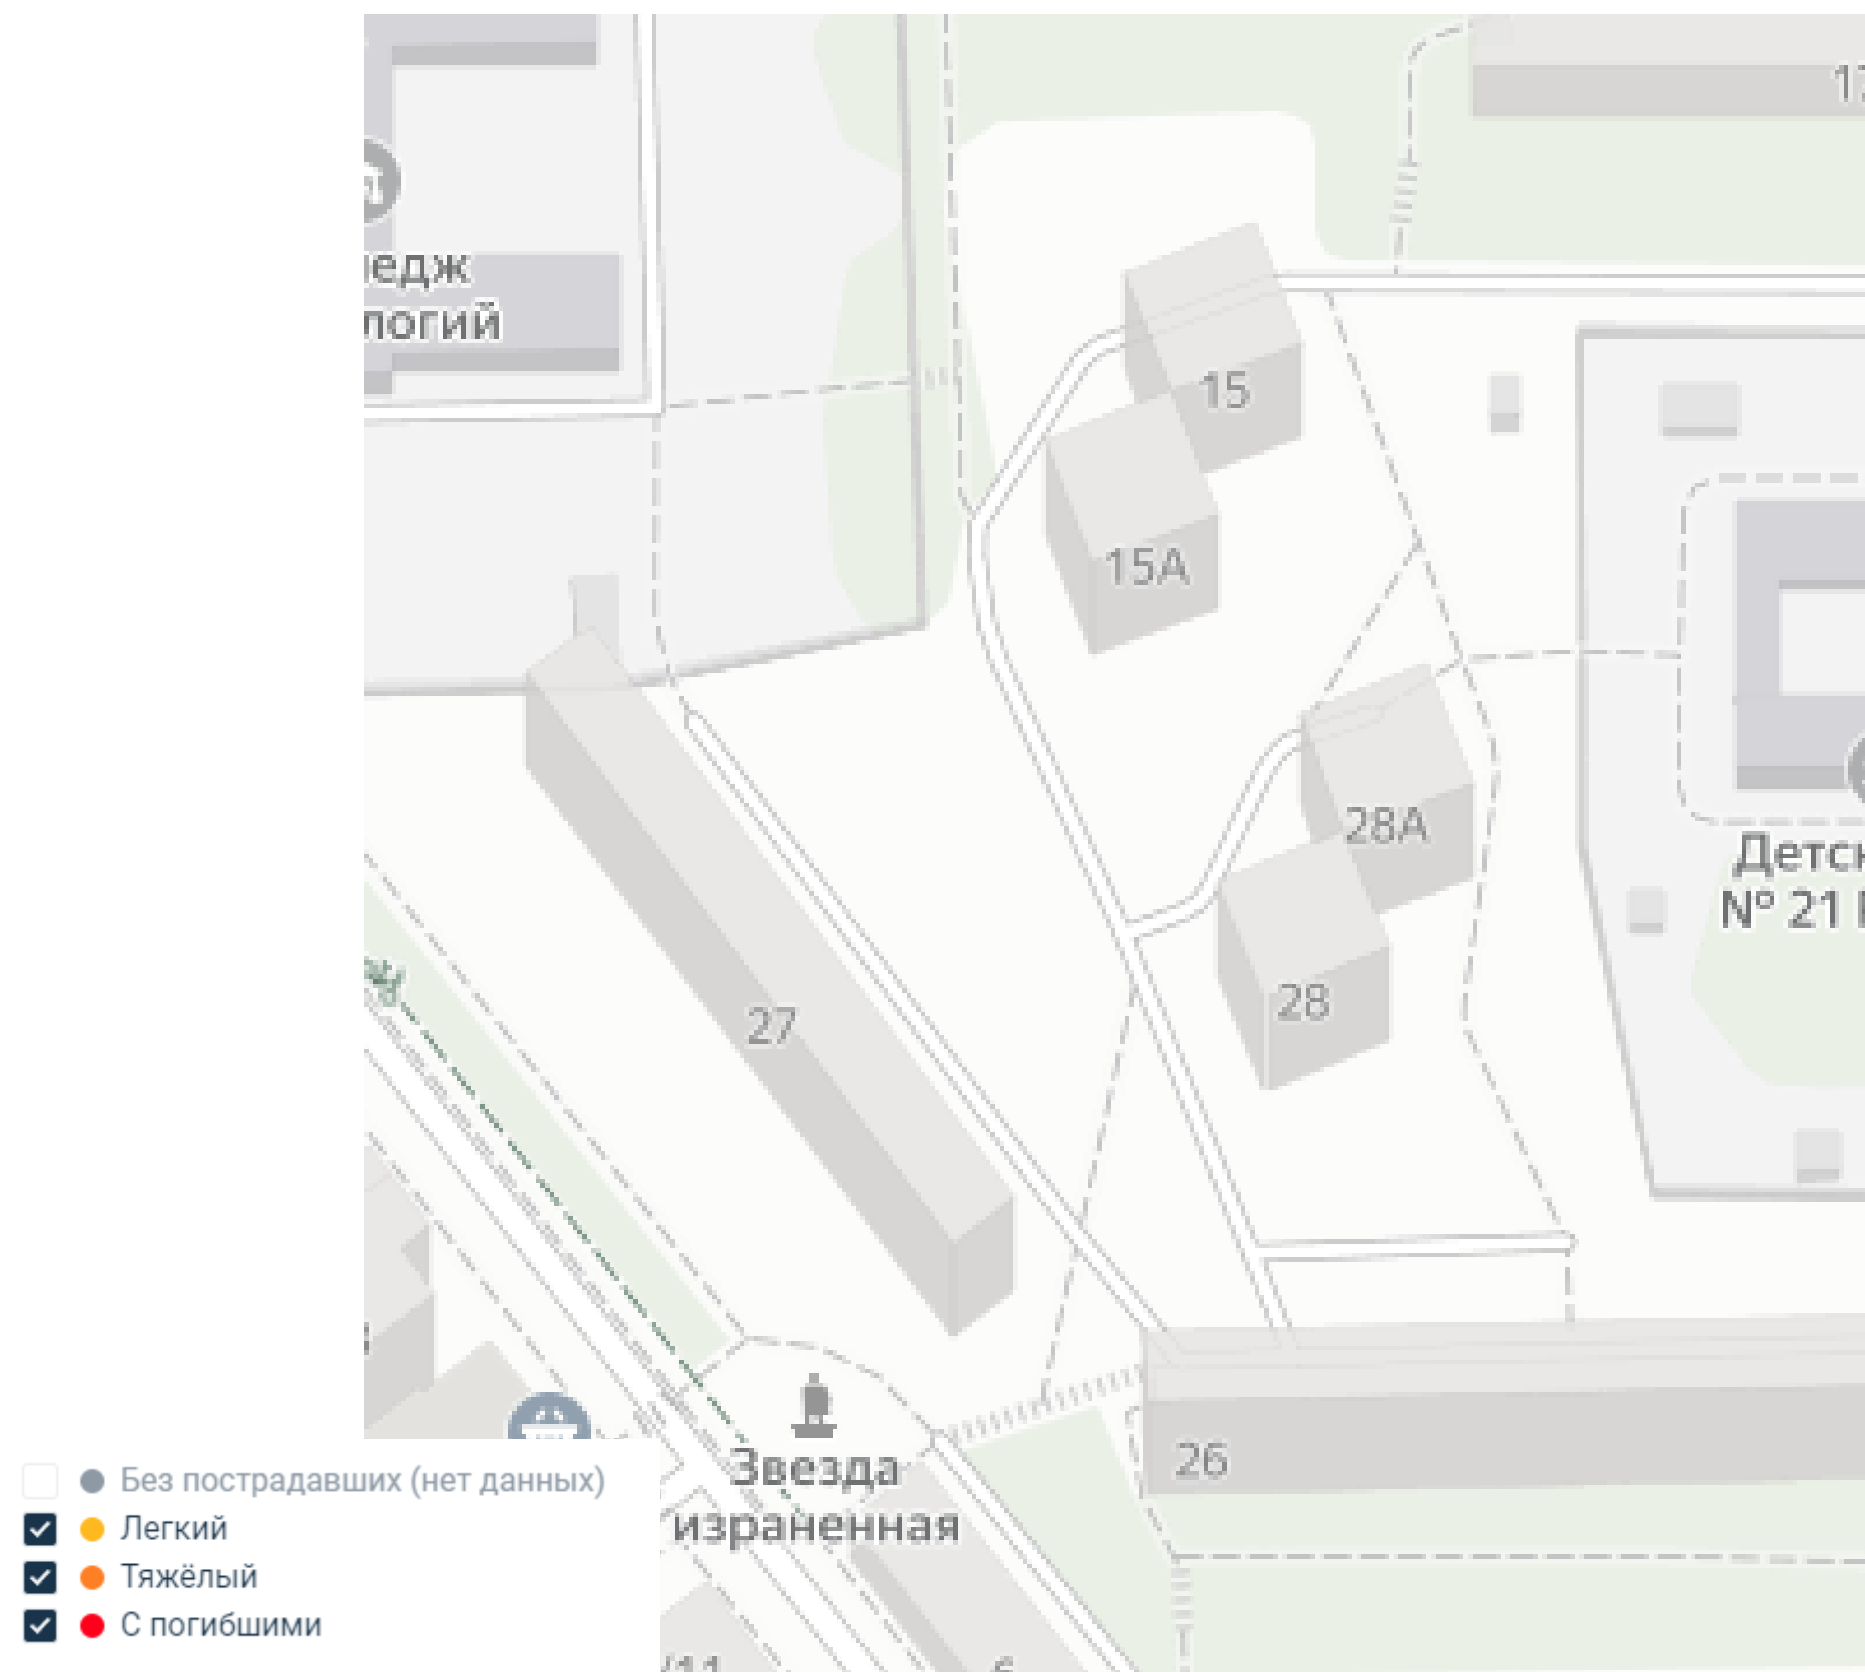 едж
логий
15
15А
28А
28
27
Детск
№ 21
26
Звезда
израненная
Без пострадавших (нет данных)
Легкий
Тяжёлый
С погибшими